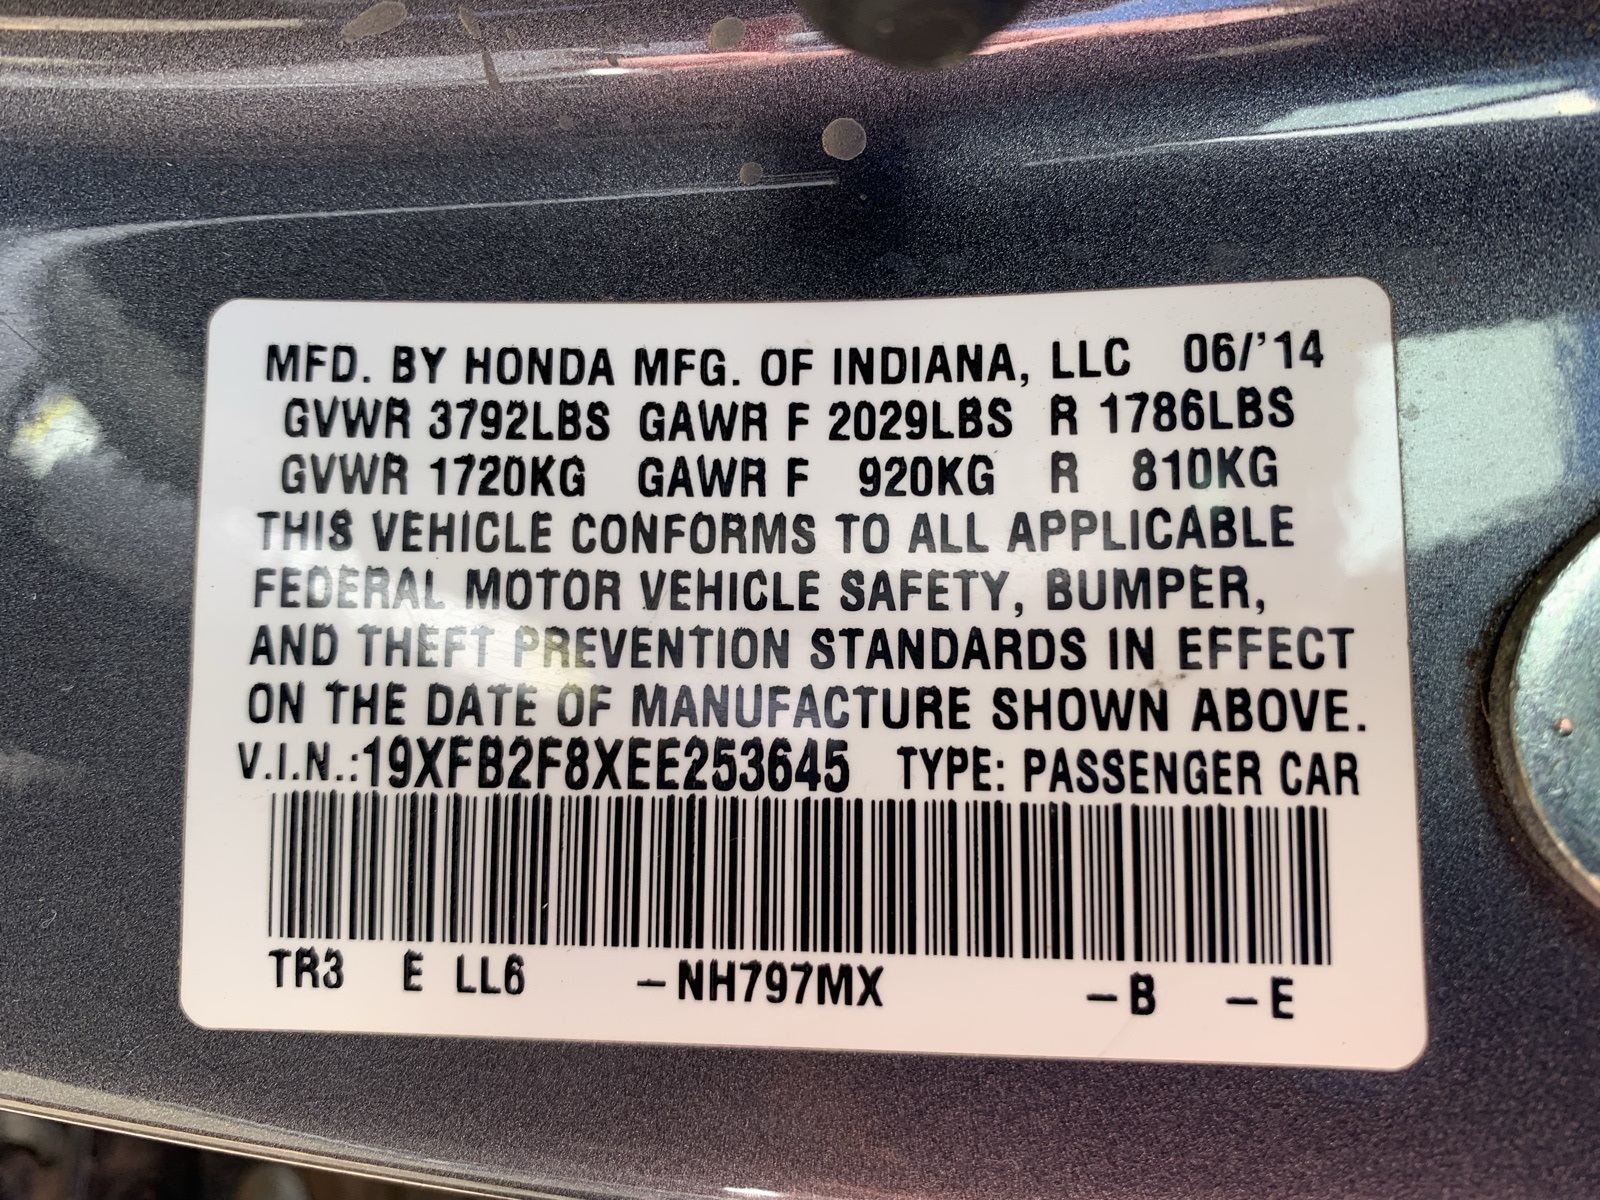 MFD. BY HONDA MFG. OF INDIANA, LLC 06/'14
GVWR 3792LBS GAWR F 2029LBS R 1786LBS
GVWR 1720KG GAWR F 920KG R 810KG
THIS VEHICLE CONFORMS TO ALL APPLICABLE
FEDERAL MOTOR VEHICLE SAFETY, BUMPER,
AND THEFT PREVENTION STANDARDS IN EFFECT
ON THE DATE OF MANUFACTURE SHOWN ABOVE.
V.I.N.:19XFB2F8XEE253645 TYPE: PASSENGER CAR
TR3 E LL6 -NH797MX -B -E